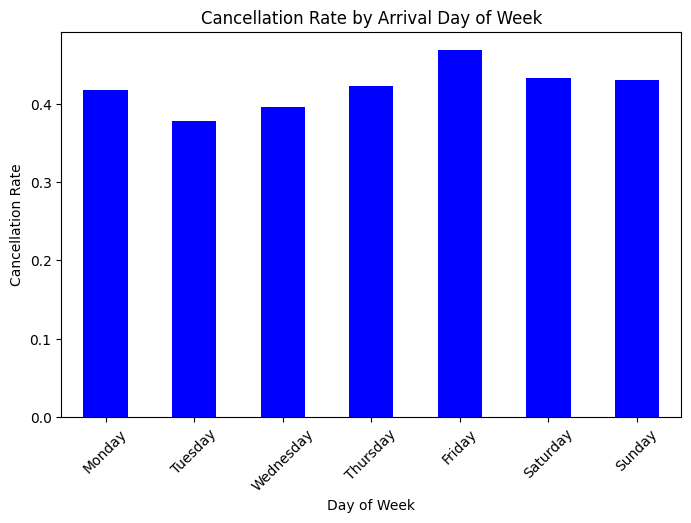 Cancellation Rate by Arrival Day of Week
Cancellation Rate
0.4
0.3
0.2
0.1
0.0
Monday
Tuesday
Wednesday
Thursday
Friday
Saturday
Sunday
Day of Week